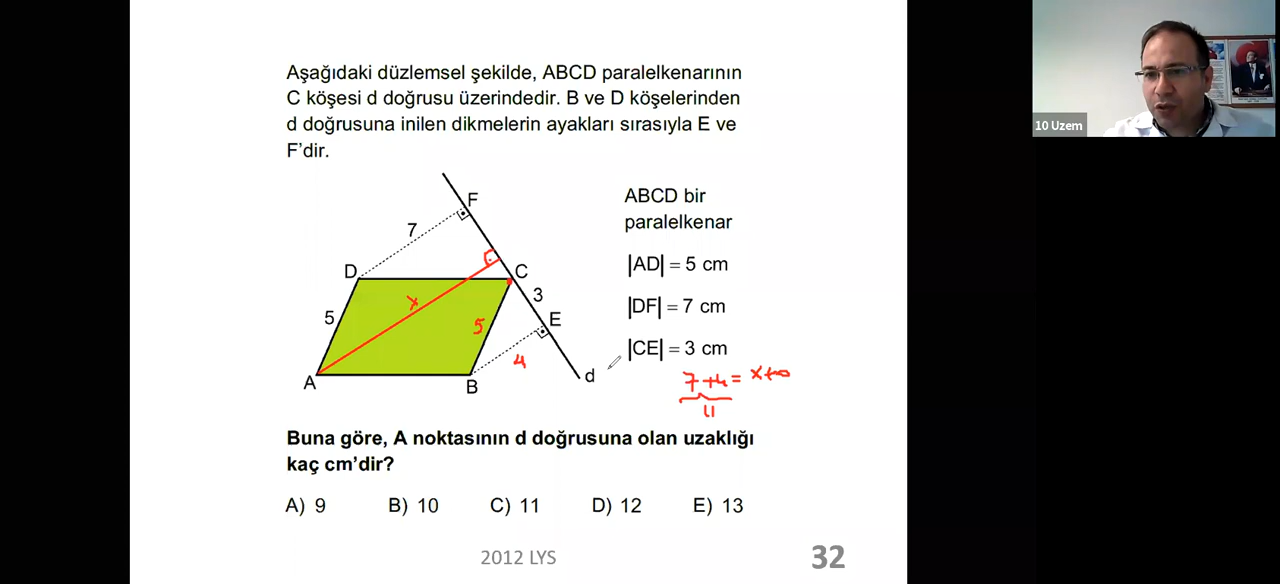 Aşağıdaki düzlemsel şekilde, ABCD paralelkenarının
C köşesi d doğrusu üzerindedir. B ve D köşelerinden
d doğrusuna inilen dikmelerin ayakları sırasıyla E ve
F'dir.
F
7
D
C
x
5
5
3
E
4
A
B
d
ABCD bir
paralelkenar
|AD| = 5 cm
|DF| = 7 cm
|CE| = 3 cm
7+4 = x+0
11
Buna göre, A noktasının d doğrusuna olan uzaklığı
kaç cm'dir?
A) 9 B) 10 C) 11 D) 12 E) 13
2012 LYS
32
10 Uzem